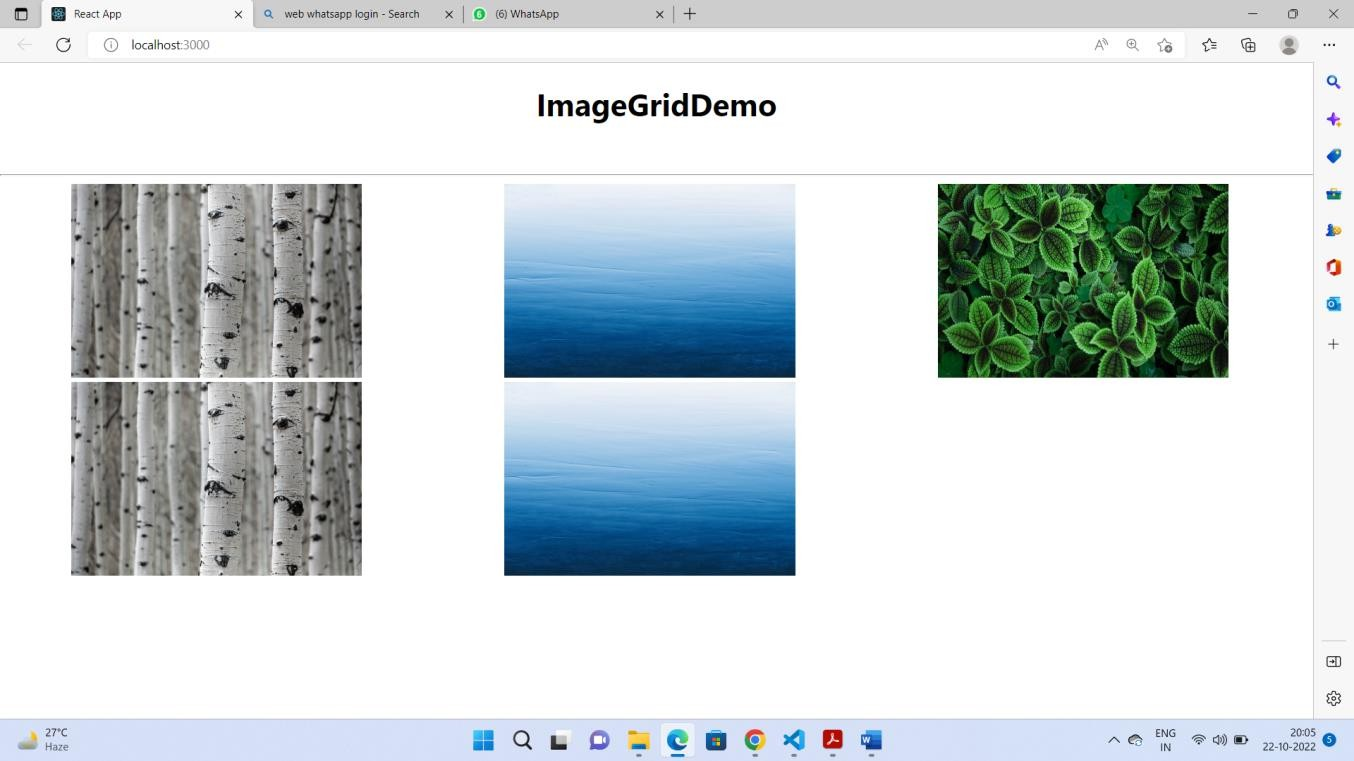 React App
web whatsapp login - Search
6
(6) WhatsApp
localhost:3000
ImageGridDemo
27°C
Haze
ENG
IN
20:05
22-10-2022
5